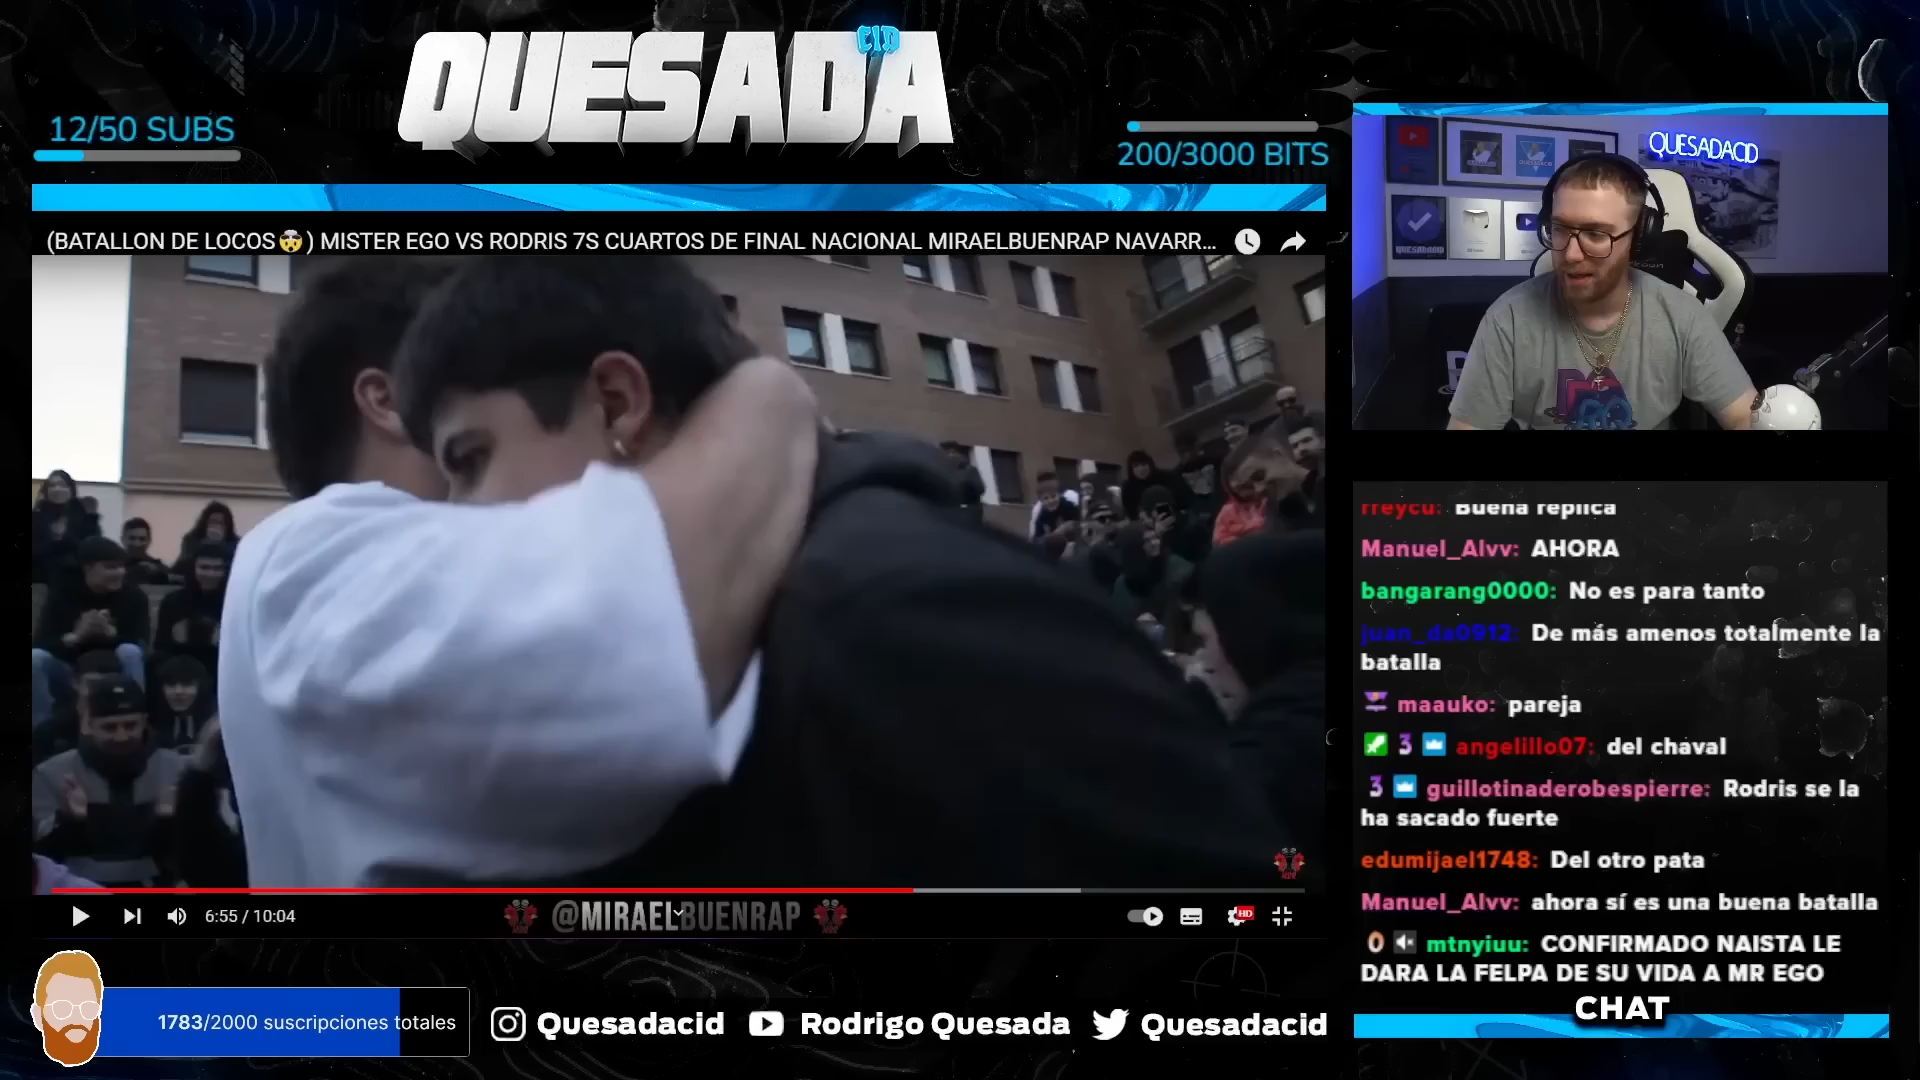 QUESADA
CID
12/50 SUBS
200/3000 BITS
QUESADACID
QUESADACID
(BATALLON DE LOCOS🤯) MISTER EGO VS RODRIS 7S CUARTOS DE FINAL NACIONAL MIRAELBUENRAP NAVARR...
rreycu: Buena replica
Manuel_Alvv: AHORA
bangarang0000: No es para tanto
juan_da0912: De más amenos totalmente la
batalla
maauko: pareja
3 angelillo07: del chaval
3 guillotinaderobespierre: Rodris se la
ha sacado fuerte
edumijael1748: Del otro pata
Manuel_Alvv: ahora sí es una buena batalla
0 mtnyiuu: CONFIRMADO NAISTA LE
DARA LA FELPA DE SU VIDA A MR EGO
CHAT
6:55 / 10:04
@MIRAELBUENRAP
HD
1783/2000 suscripciones totales
Quesadacid
Rodrigo Quesada
Quesadacid